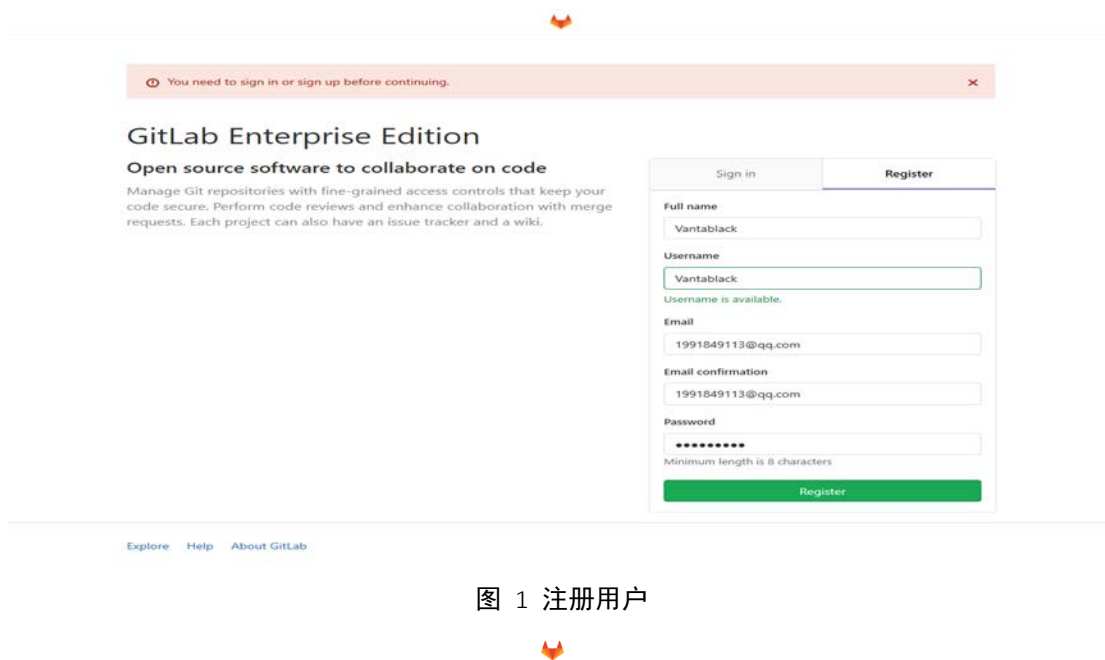 You need to sign in or sign up before continuing.
GitLab Enterprise Edition
Open source software to collaborate on code
Manage Git repositories with fine-grained access controls that keep your
code secure. Perform code reviews and enhance collaboration with merge
requests. Each project can also have an issue tracker and a wiki.
Sign in
Register
Full name
Vantablack
Username
Vantablack
Username is available.
Email
1991849113@qq.com
Email confirmation
1991849113@qq.com
Password
Minimum length is 8 characters
Register
Explore Help About GitLab
图 1 注册用户